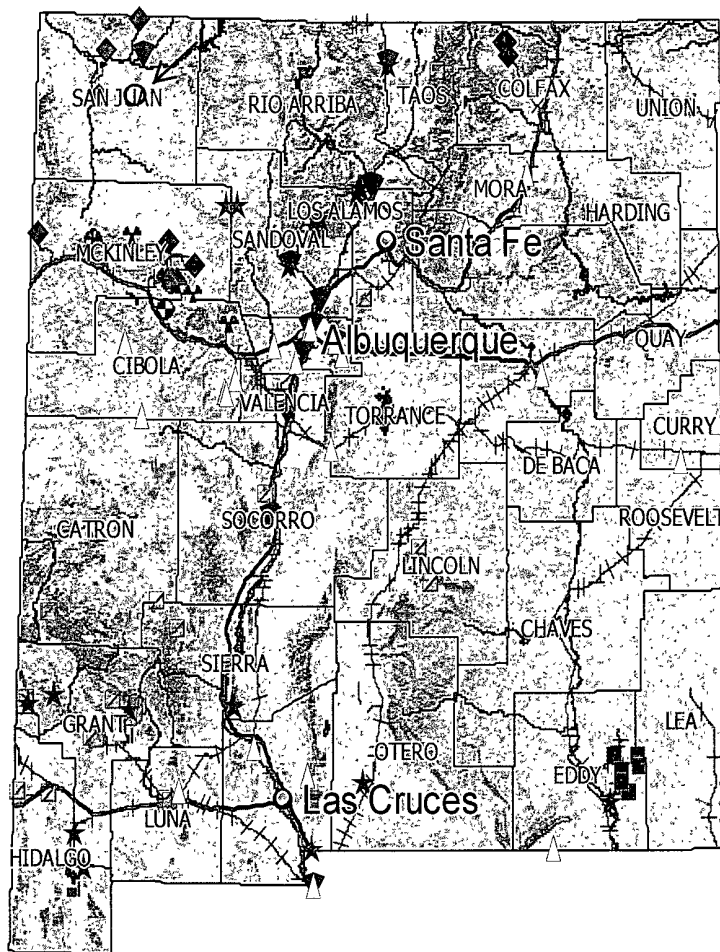 SAN JUAN
RIO ARRIBA
TAOS
COLFAX
UNION
MORA
LOS ALAMOS
HARDING
SANDOVAL
Santa Fe
MCKINLEY
Albuquerque
QUAY
CIBOLA
VALENCIA
TORRANCE
CURRY
DE BACA
SOCORRO
ROOSEVELT
CATRON
LINCOLN
CHAVES
SIERRA
GRANT
LEA
OTERO
EDDY
Las Cruces
LUNA
HIDALGO